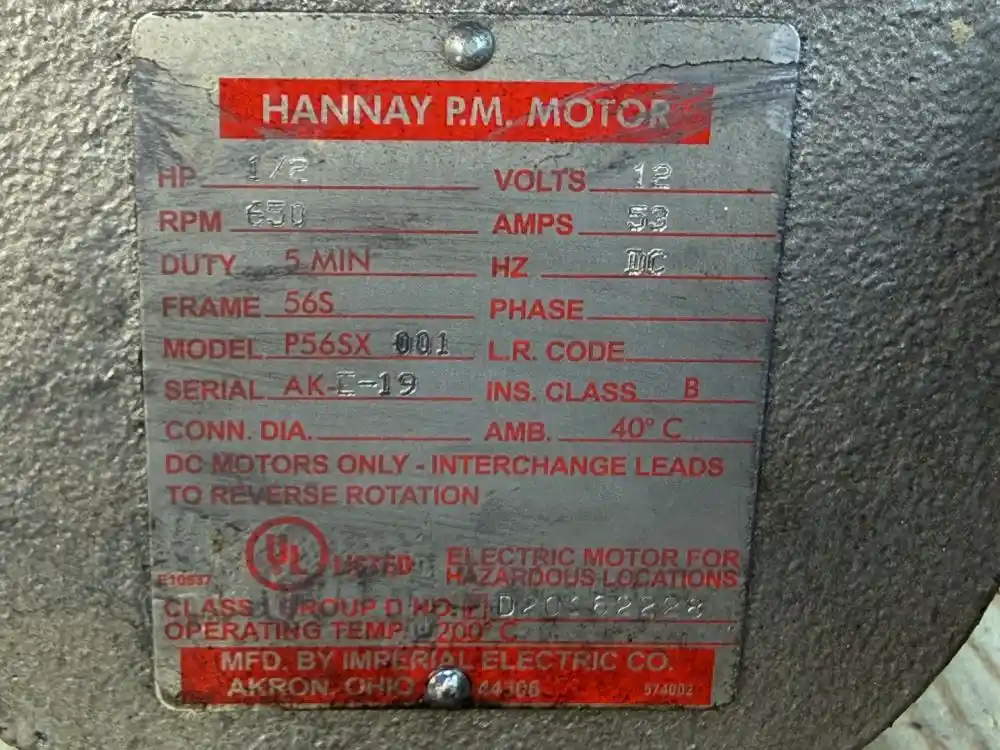 HANNAY P.M. MOTOR
HP 1/2 VOLTS 12
RPM 650 AMPS 53
DUTY 5 MIN HZ DC
FRAME 56S PHASE
MODEL P56SX 001 L.R. CODE
SERIAL AK-E-19 INS. CLASS B
CONN. DIA. AMB. 40° C
DC MOTORS ONLY - INTERCHANGE LEADS
TO REVERSE ROTATION
UL LISTED ELECTRIC MOTOR FOR
E10537 HAZARDOUS LOCATIONS
CLASS I GROUP D NO.
OPERATING TEMP. 200° C
MFD. BY IMPERIAL ELECTRIC CO.
AKRON, OHIO 44306 574002